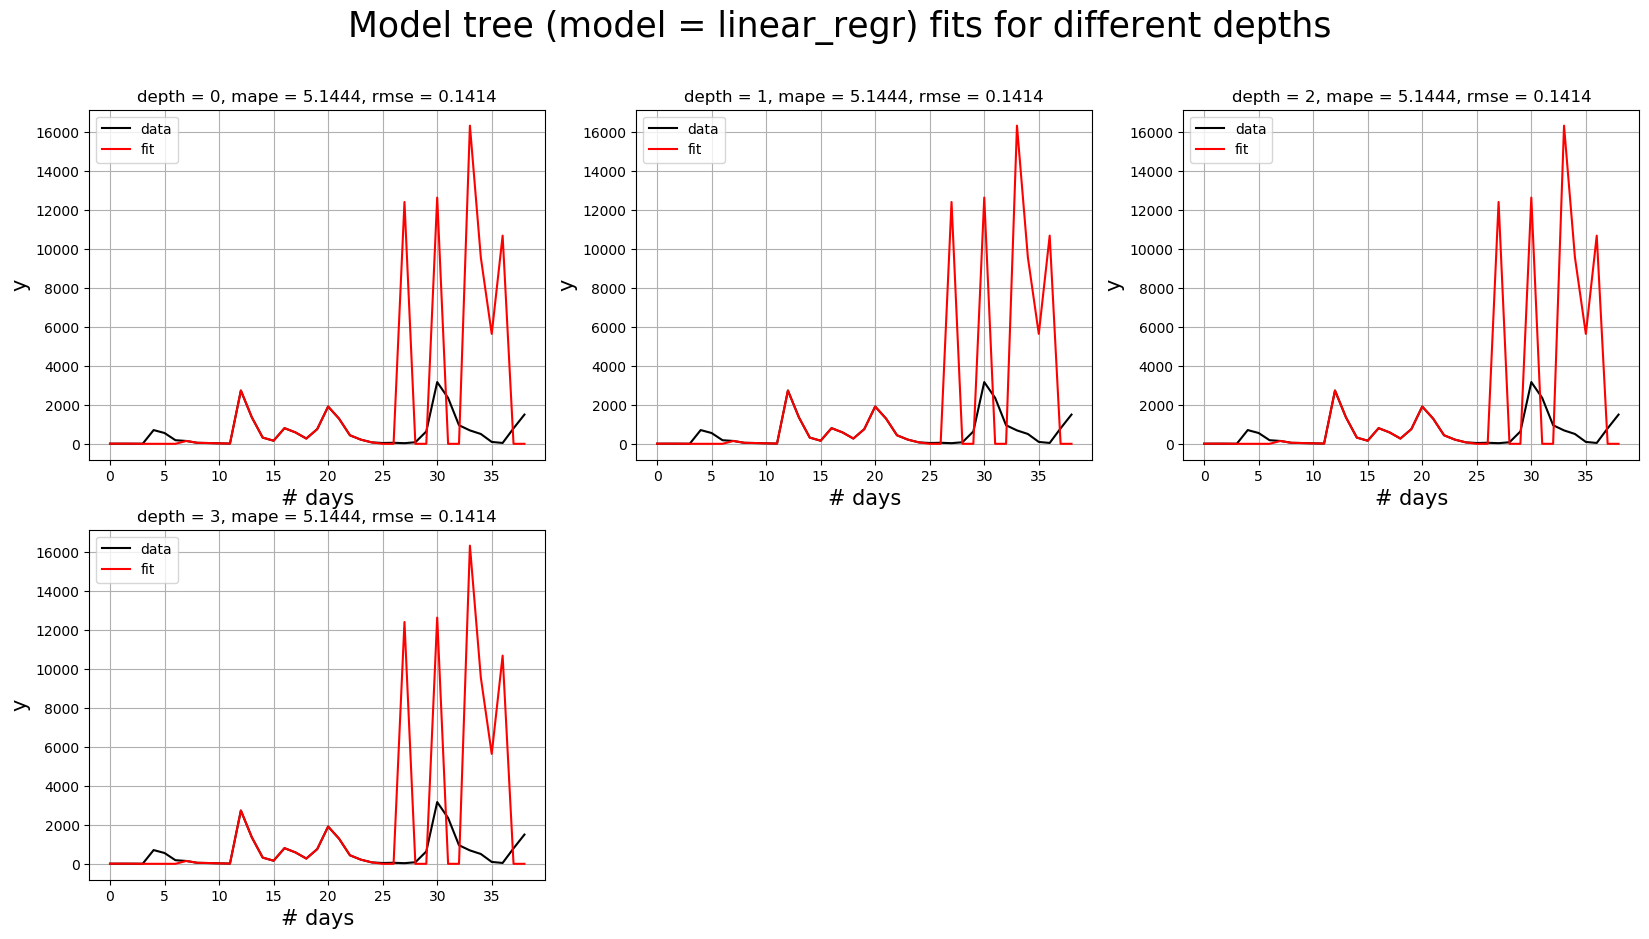 Model tree (model = linear_regr) fits for different depths
depth = 0, mape = 5.1444, rmse = 0.1414
data
fit
16000
14000
12000
10000
8000
6000
4000
2000
0
y
0 5 10 15 20 25 30 35
# days
depth = 1, mape = 5.1444, rmse = 0.1414
data
fit
16000
14000
12000
10000
8000
6000
4000
2000
0
y
0 5 10 15 20 25 30 35
# days
depth = 2, mape = 5.1444, rmse = 0.1414
data
fit
16000
14000
12000
10000
8000
6000
4000
2000
0
y
0 5 10 15 20 25 30 35
# days
depth = 3, mape = 5.1444, rmse = 0.1414
data
fit
16000
14000
12000
10000
8000
6000
4000
2000
0
y
0 5 10 15 20 25 30 35
# days